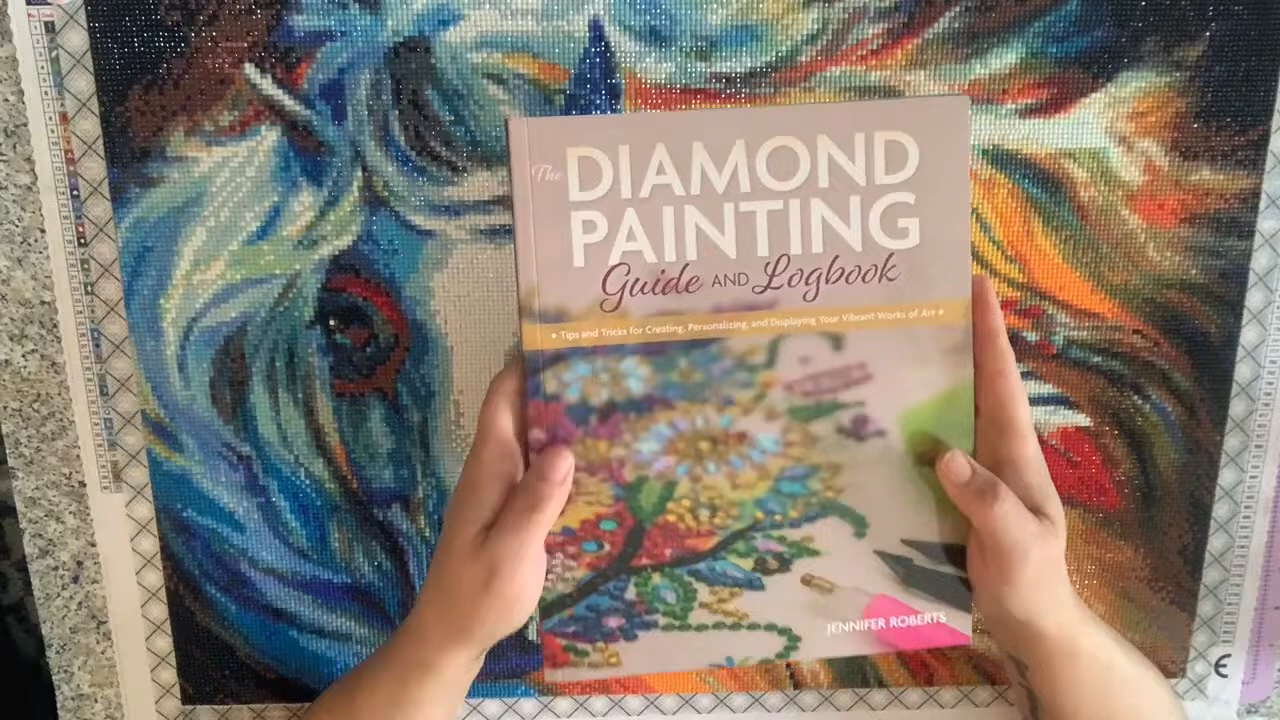 The DIAMOND
PAINTING
Guide AND Logbook
• Tips and Tricks for Creating, Personalizing, and Displaying Your Vibrant Works of Art •
JENNIFER ROBERTS
CE